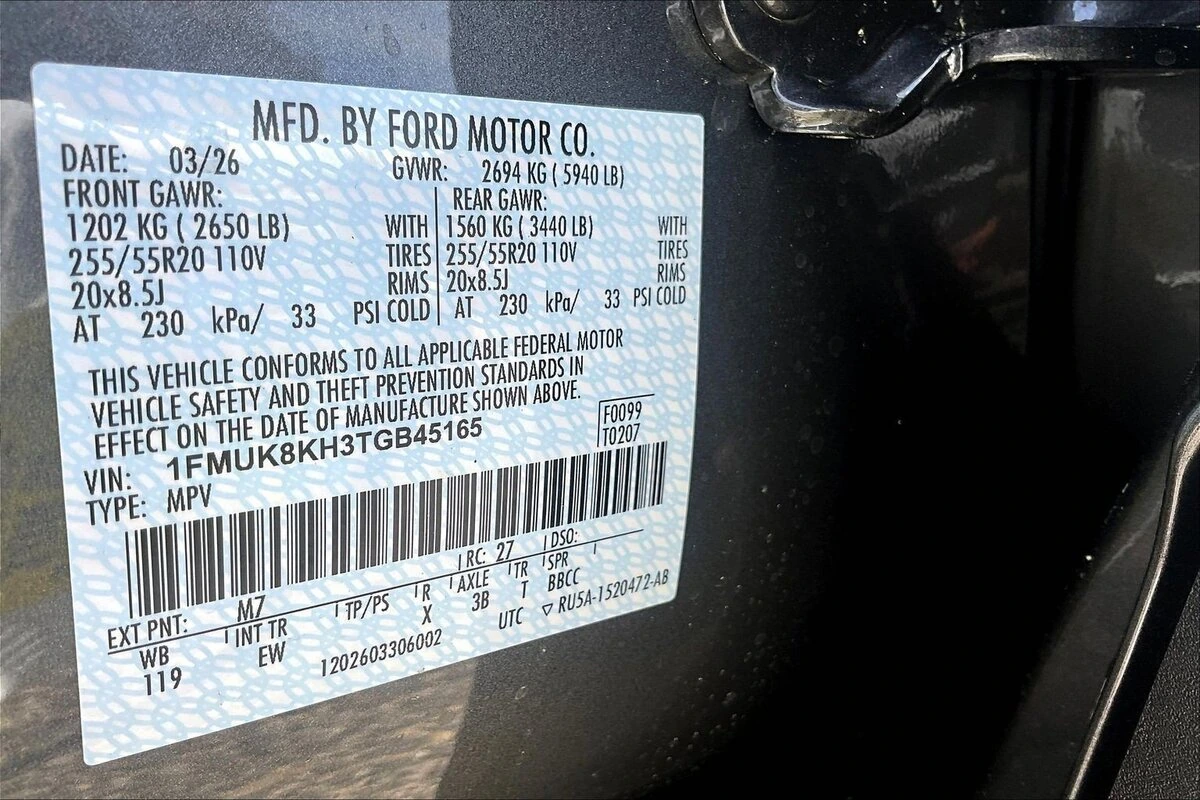 MFD. BY FORD MOTOR CO.
DATE: 03/26 GVWR: 2694 KG ( 5940 LB)
FRONT GAWR: REAR GAWR:
1202 KG ( 2650 LB) WITH 1560 KG ( 3440 LB) WITH
255/55R20 110V TIRES 255/55R20 110V TIRES
20x8.5J RIMS 20x8.5J RIMS
AT 230 kPa/ 33 PSI COLD AT 230 kPa/ 33 PSI COLD
THIS VEHICLE CONFORMS TO ALL APPLICABLE FEDERAL MOTOR
VEHICLE SAFETY AND THEFT PREVENTION STANDARDS IN
EFFECT ON THE DATE OF MANUFACTURE SHOWN ABOVE.
F0099
VIN: 1FMUK8KH3TGB45165 T0207
TYPE: MPV
EXT PNT: M7 RC: 27 DSO:
WB INT TR TP/PS R AXLE TR SPR
119 EW X 3B T BBCC
1202603306002 UTC ▽ RU5A-1520472-AB